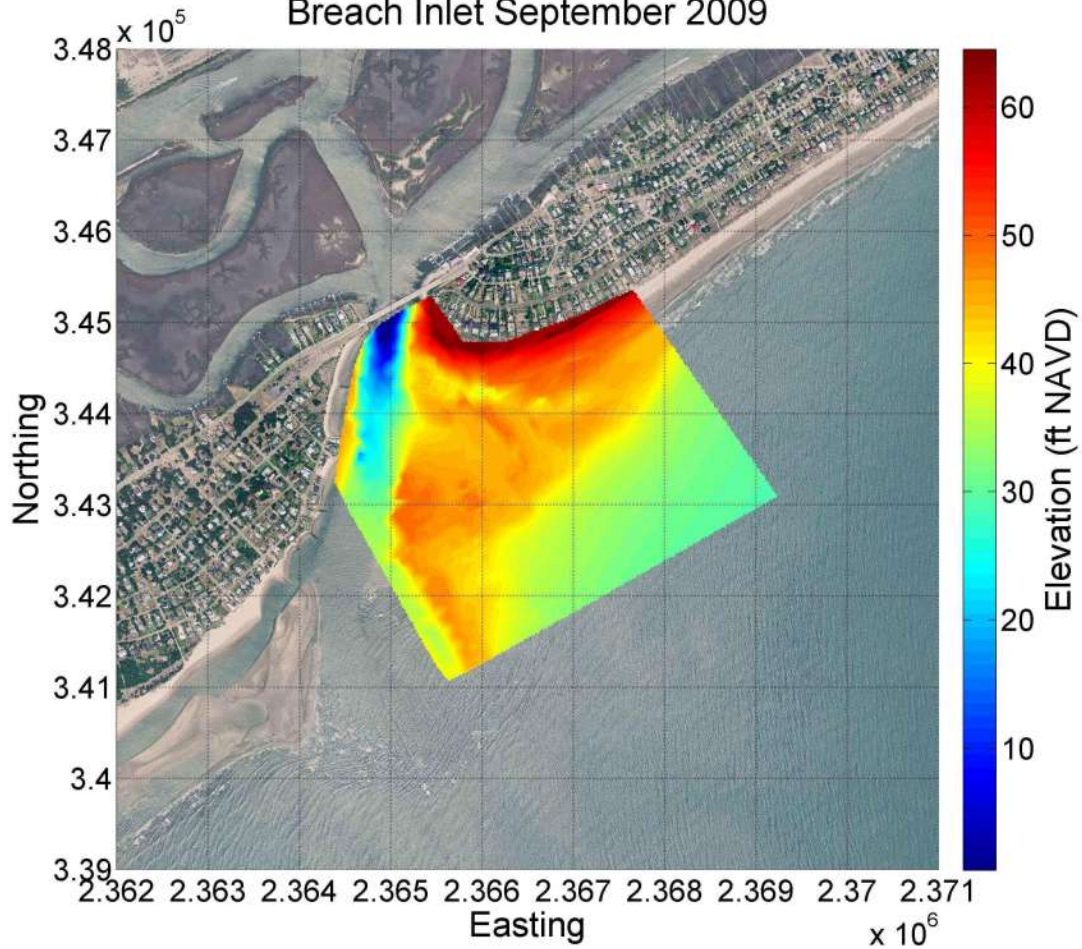 Breach Inlet September 2009
x 10^5
3.48
3.47
3.46
3.45
3.44
3.43
3.42
3.41
3.4
3.39
Northing
2.362 2.363 2.364 2.365 2.366 2.367 2.368 2.369 2.37 2.371
Easting
x 10^6
60
50
40
30
20
10
Elevation (ft NAVD)